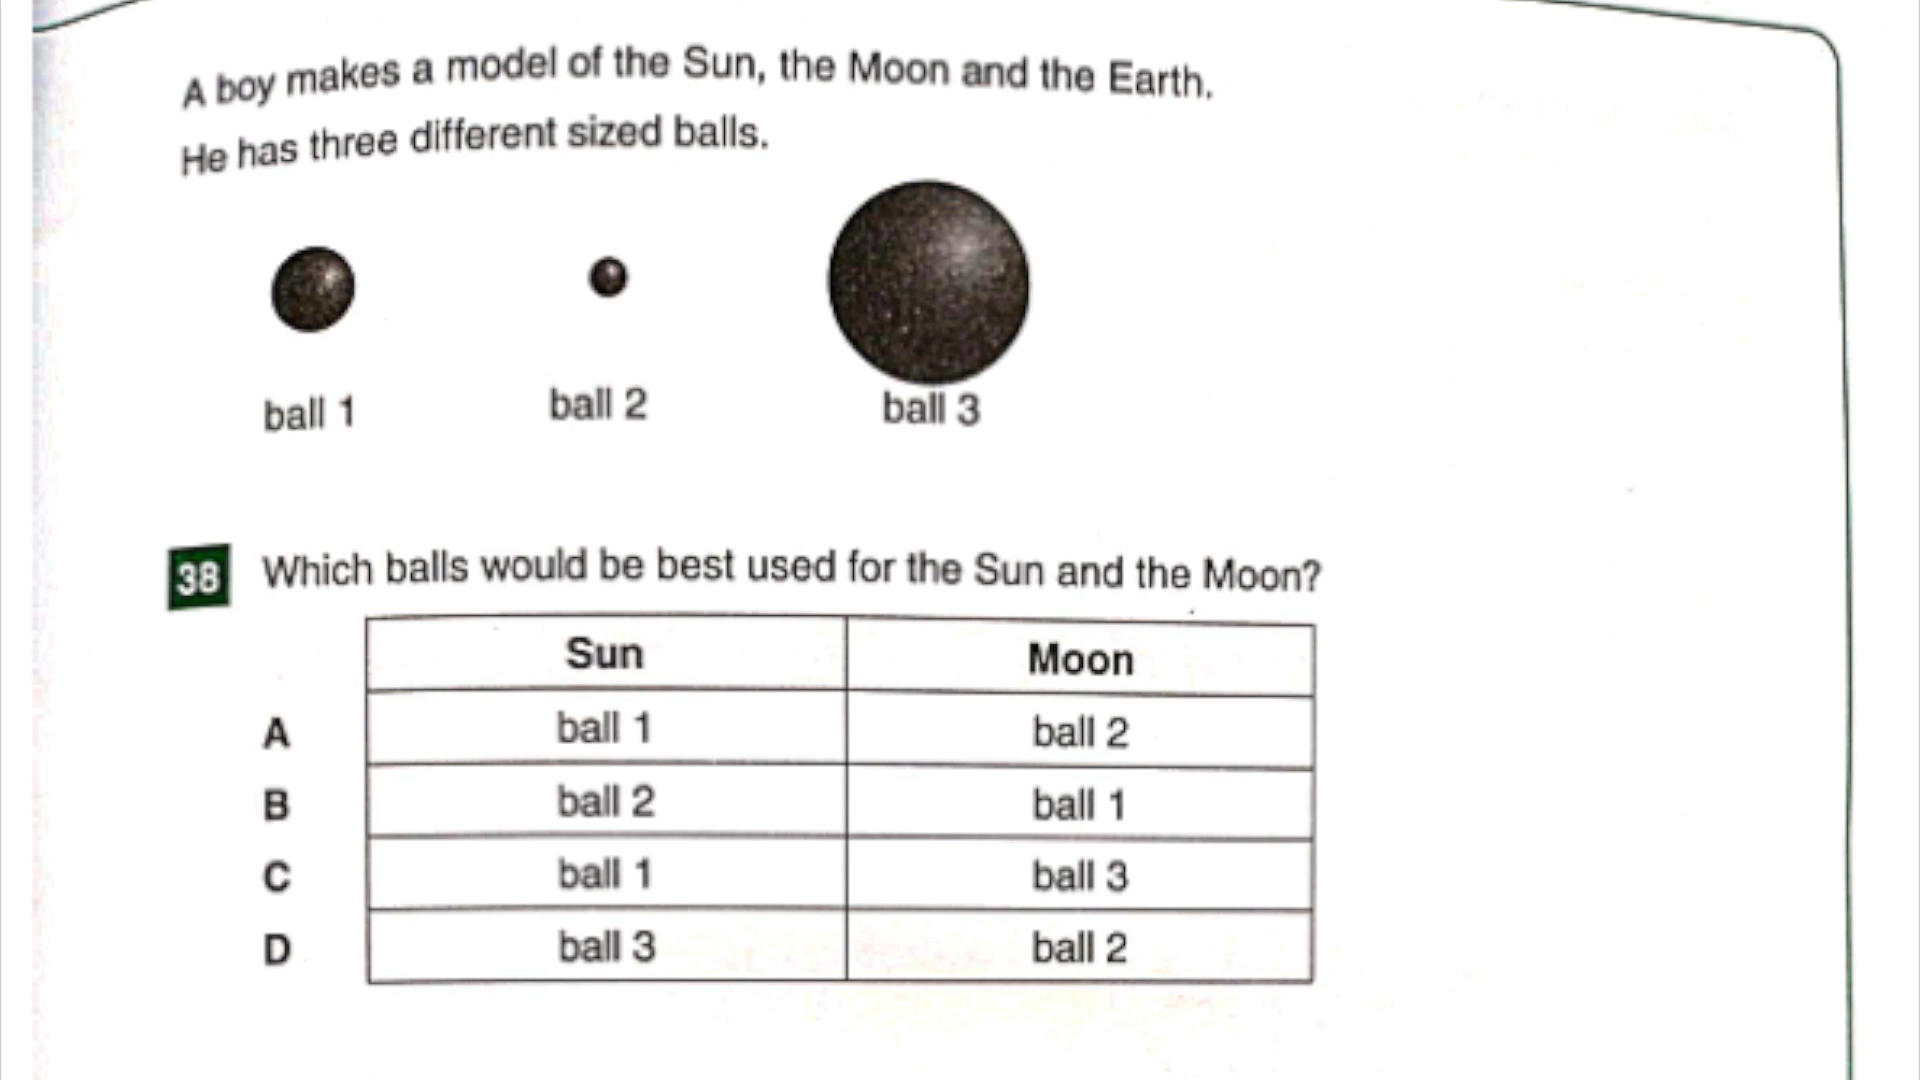 A boy makes a model of the Sun, the Moon and the Earth.
He has three different sized balls.
ball 1
ball 2
ball 3
38 Which balls would be best used for the Sun and the Moon?
Sun Moon
A ball 1 ball 2
B ball 2 ball 1
C ball 1 ball 3
D ball 3 ball 2